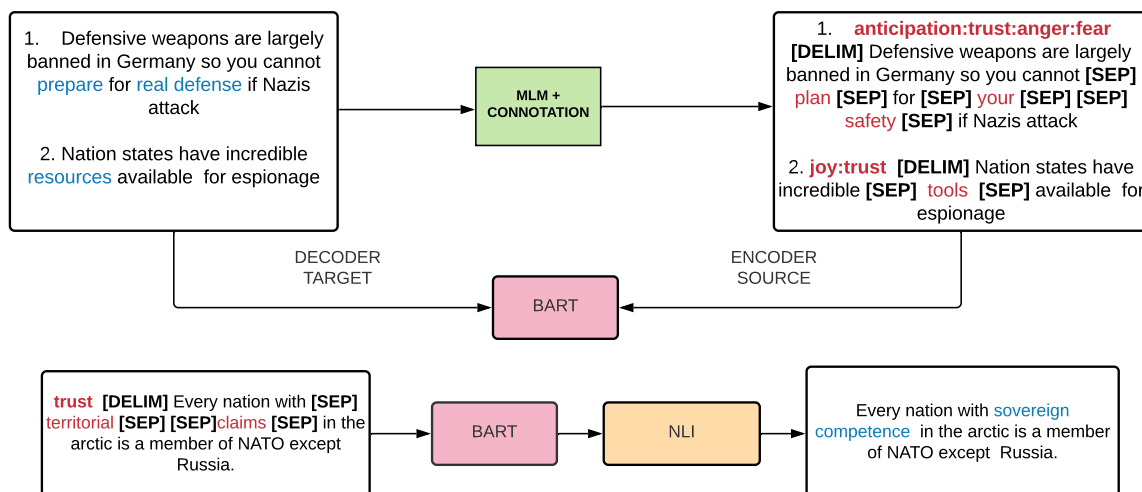 1. Defensive weapons are largely
banned in Germany so you cannot
prepare for real defense if Nazis
attack
2. Nation states have incredible
resources available for espionage
MLM +
CONNOTATION
1. anticipation:trust:anger:fear
[DELIM] Defensive weapons are largely
banned in Germany so you cannot [SEP]
plan [SEP] for [SEP] your [SEP] [SEP]
safety [SEP] if Nazis attack
2. joy:trust [DELIM] Nation states have
incredible [SEP] tools [SEP] available for
espionage
DECODER
TARGET
ENCODER
SOURCE
BART
trust [DELIM] Every nation with [SEP]
territorial [SEP] [SEP]claims [SEP] in the
arctic is a member of NATO except
Russia.
BART
NLI
Every nation with sovereign
competence in the arctic is a member
of NATO except Russia.